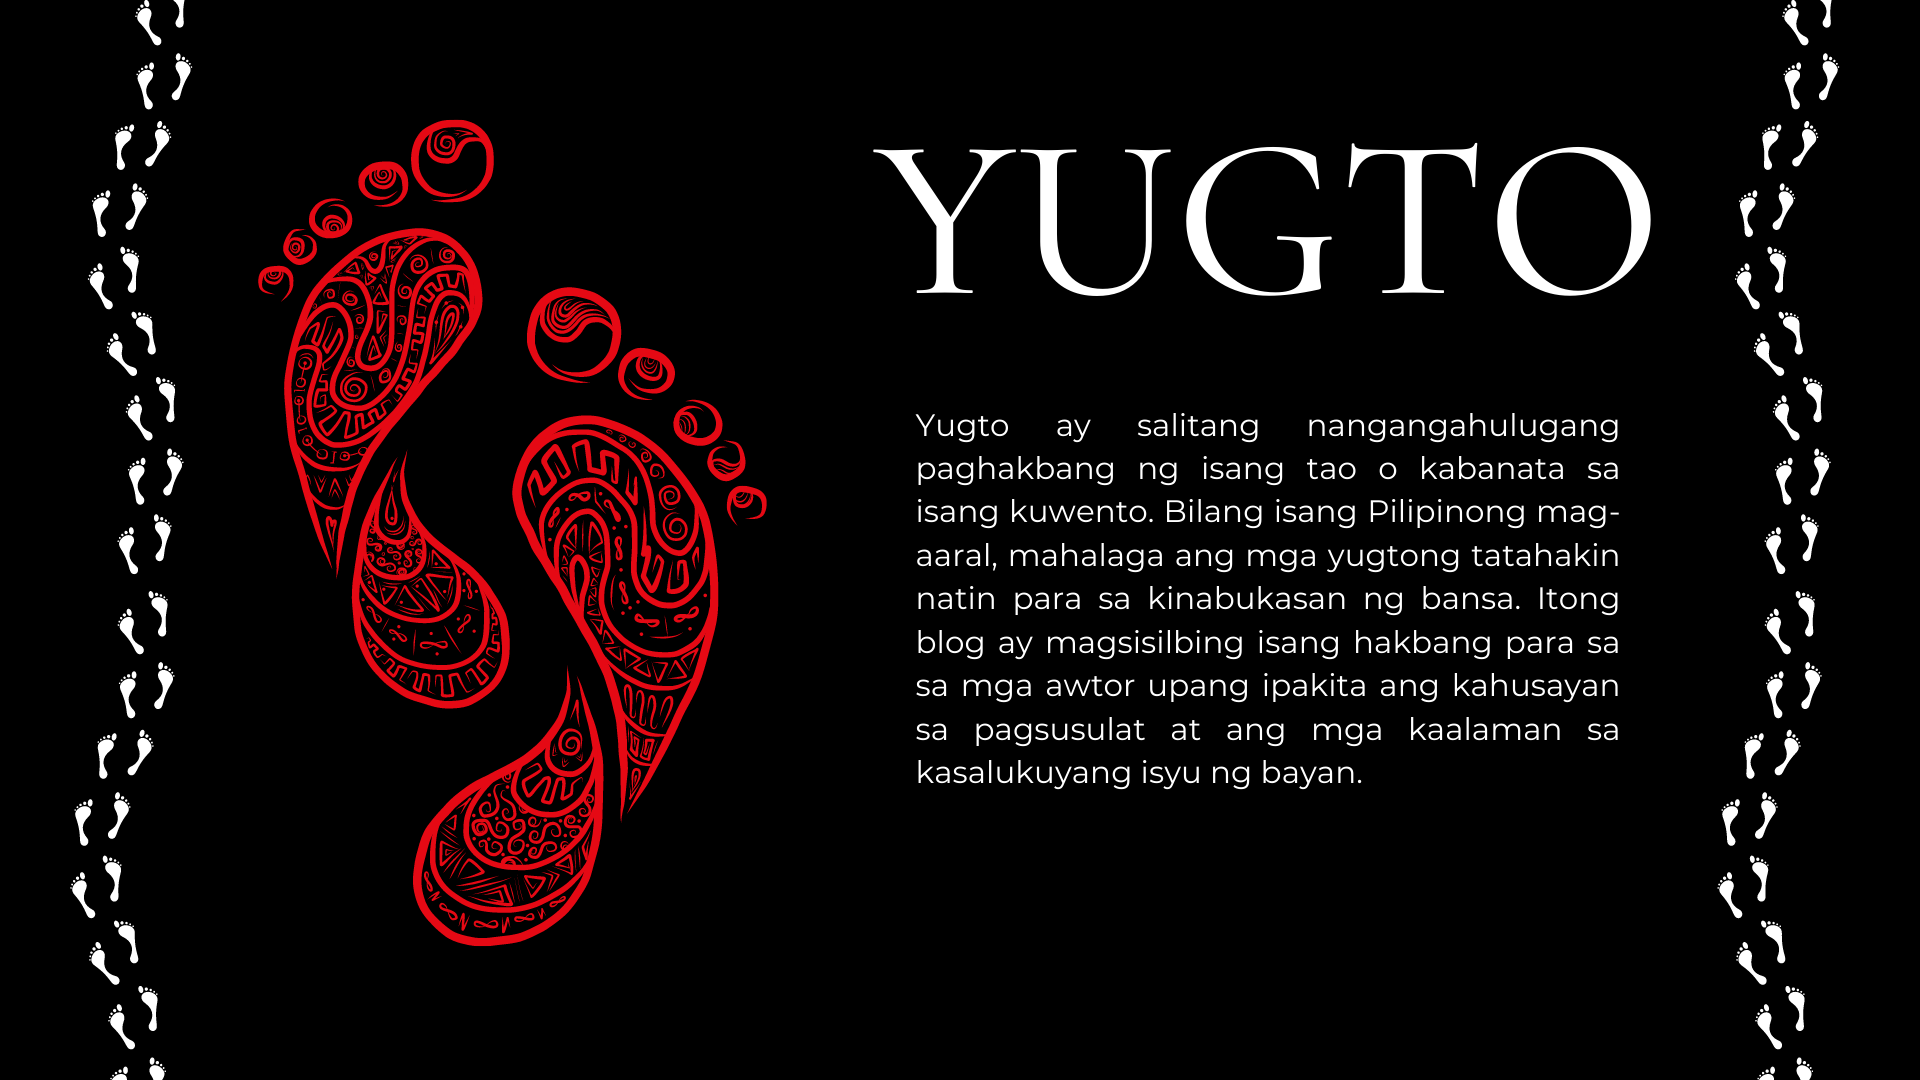 YUGTO
Yugto ay salitang nangangahulugang
paghakbang ng isang tao o kabanata sa
isang kuwento. Bilang isang Pilipinong mag-
aaral, mahalaga ang mga yugtong tatahakin
natin para sa kinabukasan ng bansa. Itong
blog ay magsisilbing isang hakbang para sa
sa mga awtor upang ipakita ang kahusayan
sa pagsusulat at ang mga kaalaman sa
kasalukuyang isyu ng bayan.